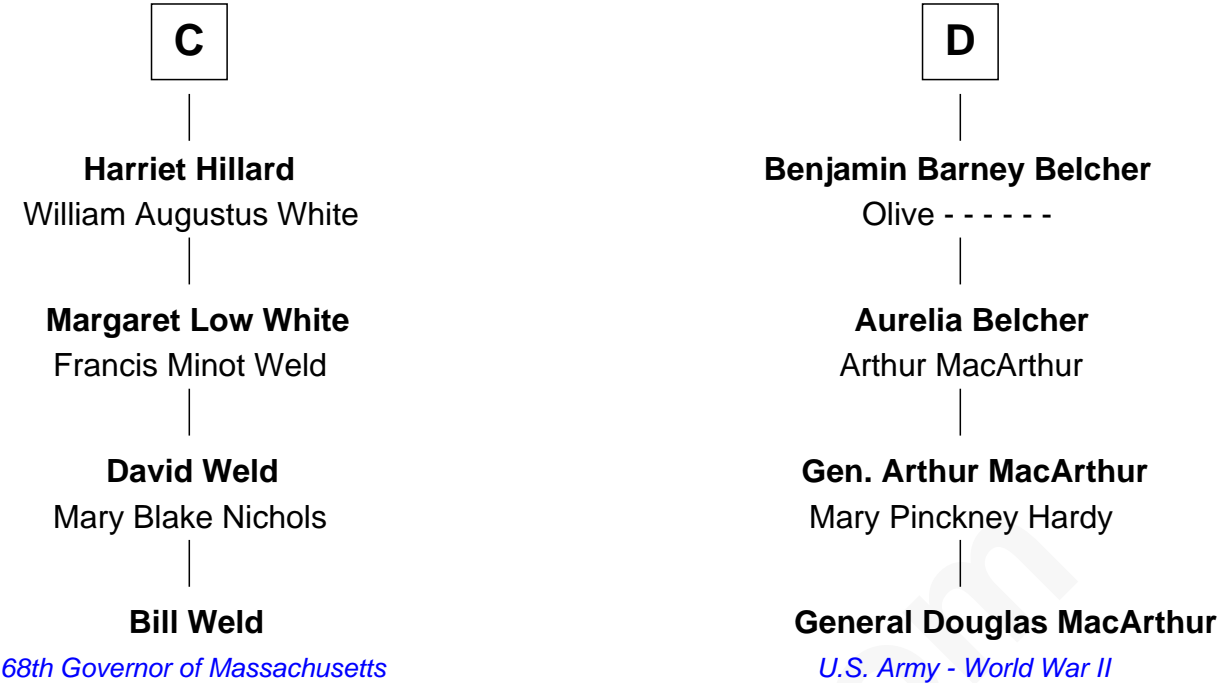 C
D
Harriet Hillard
William Augustus White
Benjamin Barney Belcher
Olive - - - - - -
Margaret Low White
Francis Minot Weld
Aurelia Belcher
Arthur MacArthur
David Weld
Mary Blake Nichols
Gen. Arthur MacArthur
Mary Pinckney Hardy
Bill Weld
68th Governor of Massachusetts
General Douglas MacArthur
U.S. Army - World War II